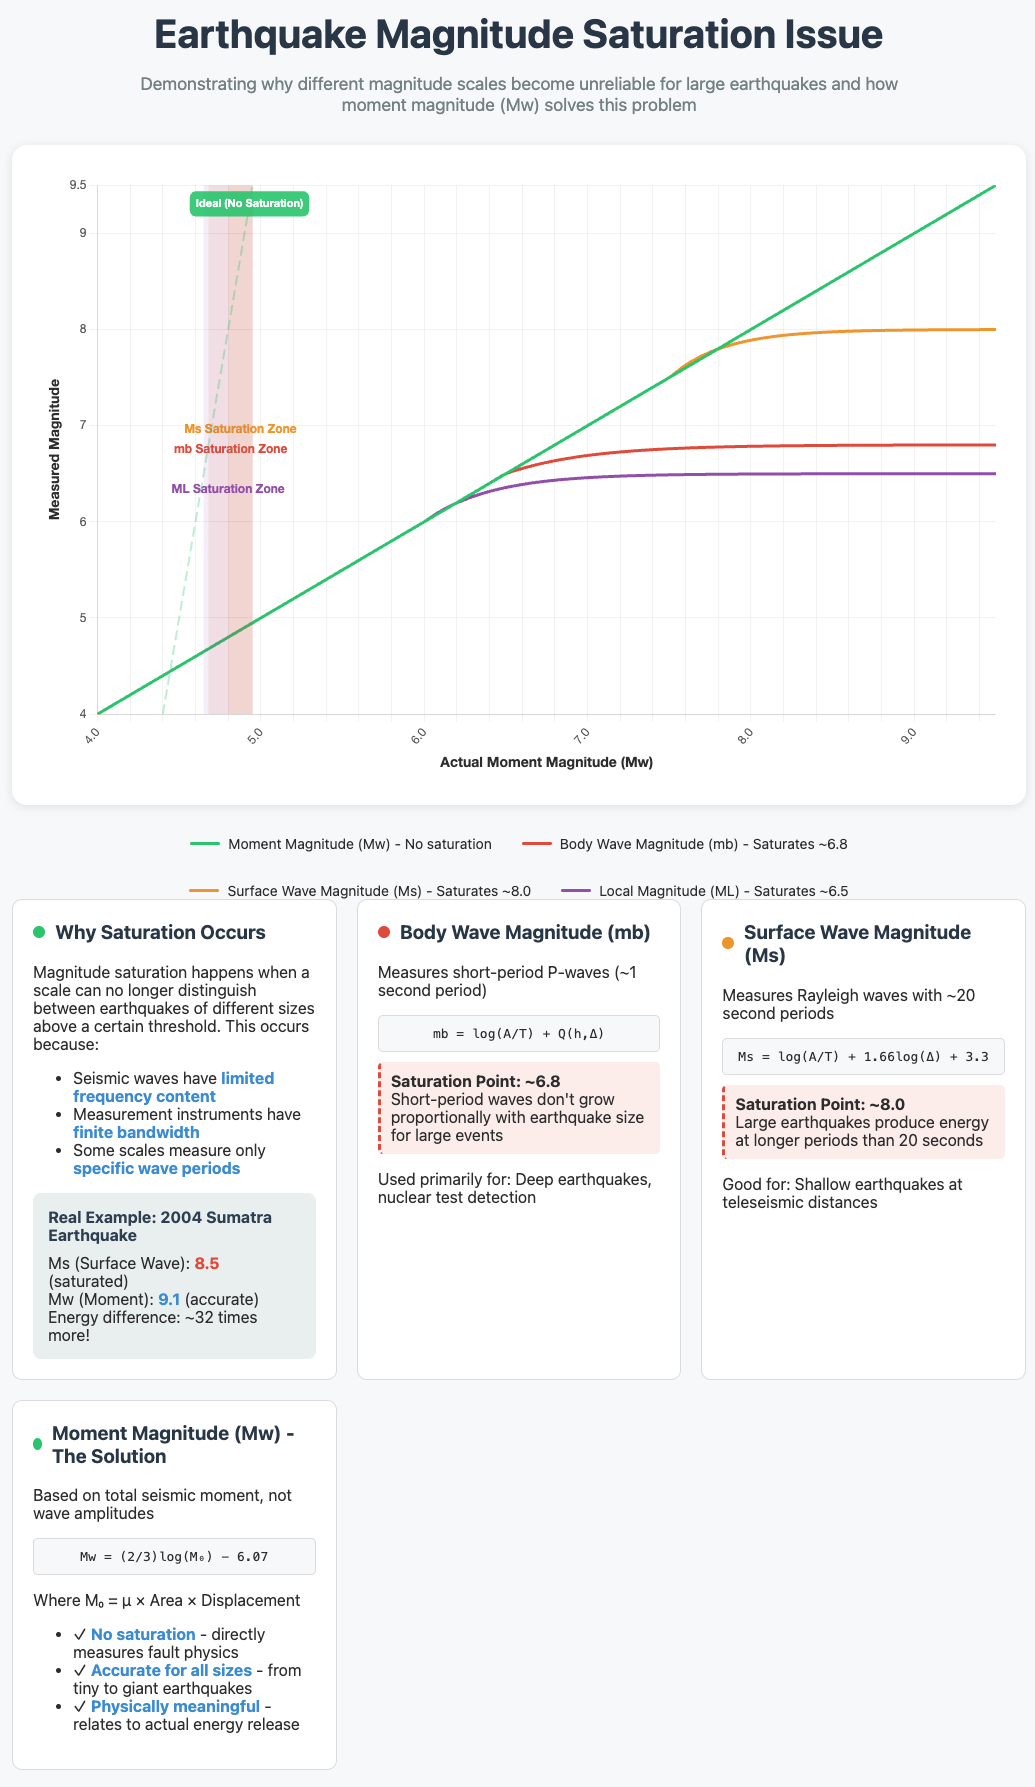 Earthquake Magnitude Saturation Issue
Demonstrating why different magnitude scales become unreliable for large earthquakes and how
moment magnitude (Mw) solves this problem
9.5
9
8
7
6
5
4
Measured Magnitude
Ideal (No Saturation)
Ms Saturation Zone
mb Saturation Zone
ML Saturation Zone
4.0
5.0
6.0
7.0
8.0
9.0
Actual Moment Magnitude (Mw)
Moment Magnitude (Mw) - No saturation
Body Wave Magnitude (mb) - Saturates ~6.8
Surface Wave Magnitude (Ms) - Saturates ~8.0
Local Magnitude (ML) - Saturates ~6.5
Why Saturation Occurs
Magnitude saturation happens when a
scale can no longer distinguish
between earthquakes of different sizes
above a certain threshold. This occurs
because:
• Seismic waves have limited
frequency content
• Measurement instruments have
finite bandwidth
• Some scales measure only
specific wave periods
Real Example: 2004 Sumatra
Earthquake
Ms (Surface Wave): 8.5
(saturated)
Mw (Moment): 9.1 (accurate)
Energy difference: ~32 times
more!
Body Wave Magnitude (mb)
Measures short-period P-waves (~1
second period)
mb = log(A/T) + Q(h,Δ)
Saturation Point: ~6.8
Short-period waves don't grow
proportionally with earthquake size
for large events
Used primarily for: Deep earthquakes,
nuclear test detection
Surface Wave Magnitude
(Ms)
Measures Rayleigh waves with ~20
second periods
Ms = log(A/T) + 1.66log(Δ) + 3.3
Saturation Point: ~8.0
Large earthquakes produce energy
at longer periods than 20 seconds
Good for: Shallow earthquakes at
teleseismic distances
Moment Magnitude (Mw) -
The Solution
Based on total seismic moment, not
wave amplitudes
Mw = (2/3)log(M₀) − 6.07
Where M₀ = μ × Area × Displacement
• ✓ No saturation - directly
measures fault physics
• ✓ Accurate for all sizes - from
tiny to giant earthquakes
• ✓ Physically meaningful -
relates to actual energy release